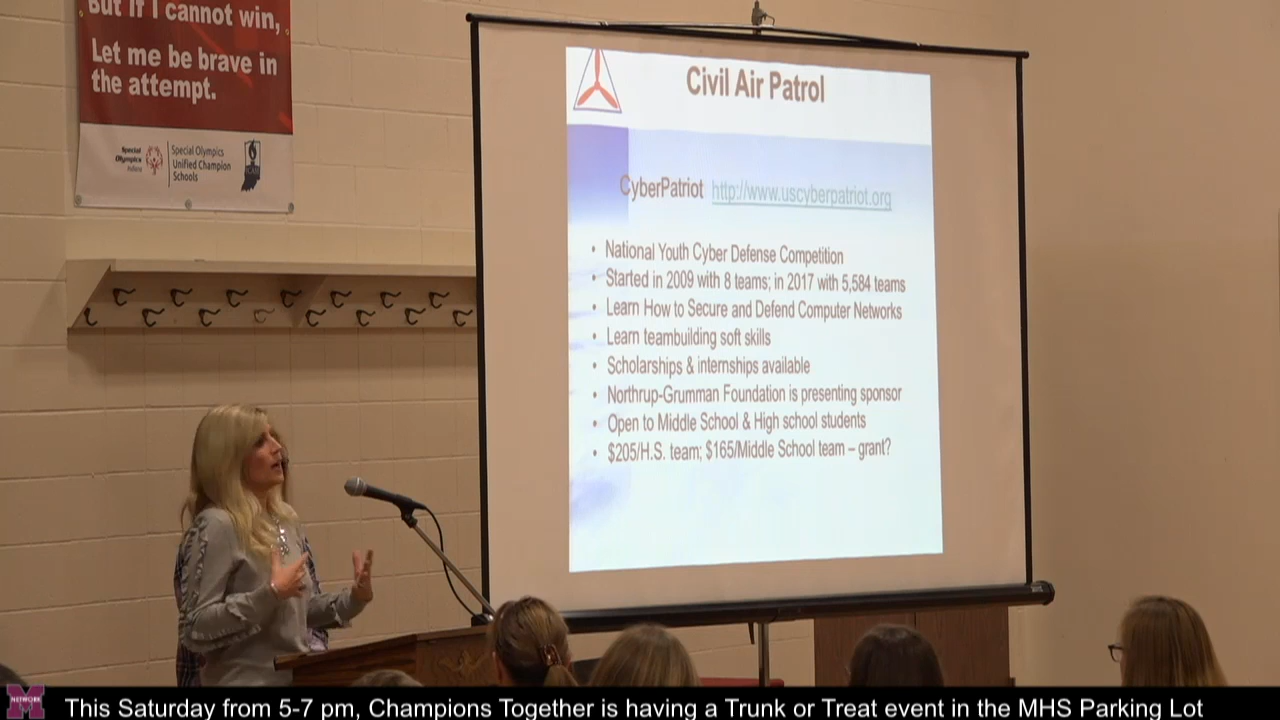 But if I cannot win,
Let me be brave in
the attempt.
Special
Olympics
Indiana
Special Olympics
Unified Champion
Schools
Civil Air Patrol
CyberPatriot http://www.uscyberpatriot.org
• National Youth Cyber Defense Competition
• Started in 2009 with 8 teams; in 2017 with 5,584 teams
• Learn How to Secure and Defend Computer Networks
• Learn teambuilding soft skills
• Scholarships & internships available
• Northrup-Grumman Foundation is presenting sponsor
• Open to Middle School & High school students
• $205/H.S. team; $165/Middle School team – grant?
M
NETWORK
This Saturday from 5-7 pm, Champions Together is having a Trunk or Treat event in the MHS Parking Lot